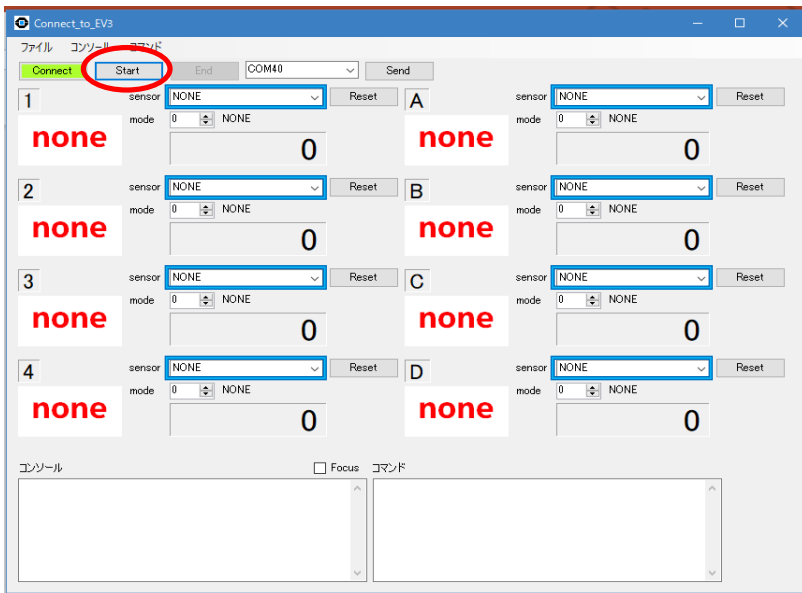 Connect_to_EV3
ファイル コンソール コマンド
Connect Start End COM40 Send
1 sensor NONE Reset A sensor NONE Reset
mode 0 NONE mode 0 NONE
none 0 none 0
2 sensor NONE Reset B sensor NONE Reset
mode 0 NONE mode 0 NONE
none 0 none 0
3 sensor NONE Reset C sensor NONE Reset
mode 0 NONE mode 0 NONE
none 0 none 0
4 sensor NONE Reset D sensor NONE Reset
mode 0 NONE mode 0 NONE
none 0 none 0
コンソール Focus コマンド